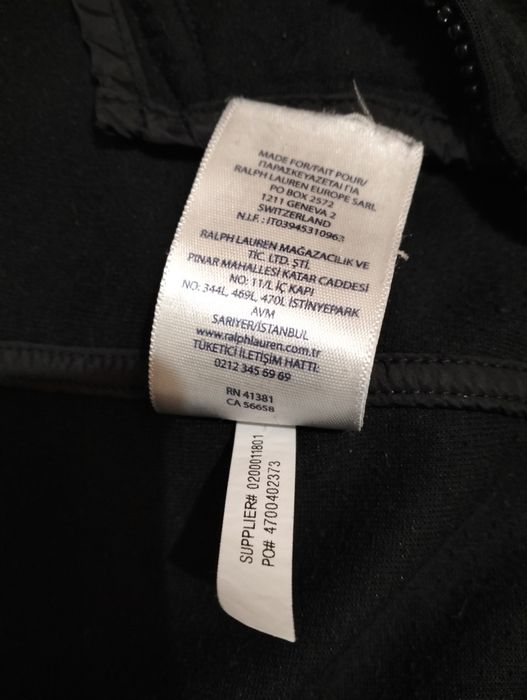 MADE FOR/FAIT POUR/
ΠΑΡΑΣΚΕΥΑΖΕΤΑΙ ΓΙΑ
RALPH LAUREN EUROPE SARL
PO BOX 2572
1211 GENEVA 2
SWITZERLAND
N.I.F.: IT03945310963
RALPH LAUREN MAĞAZACILIK VE
TİC. LTD. ŞTİ.
PINAR MAHALLESİ KATAR CADDESİ
NO: 11/L İÇ KAPI
NO: 344L, 469L, 470L İSTİNYEPARK
AVM
SARIYER/İSTANBUL
www.ralphlauren.com.tr
TÜKETİCİ İLETİŞİM HATTI:
0212 345 69 69
RN 41381
CA 56658
SUPPLIER# 0200011801
PO# 4700402373